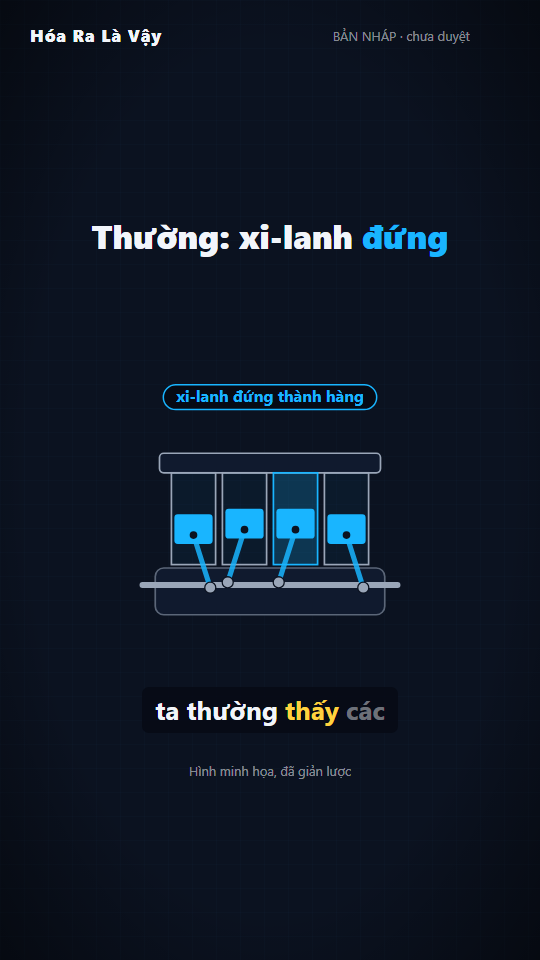 Hóa Ra Là Vậy
BẢN NHÁP · chưa duyệt
Thường: xi-lanh đứng
xi-lanh đứng thành hàng
ta thường thấy các
Hình minh họa, đã giản lược